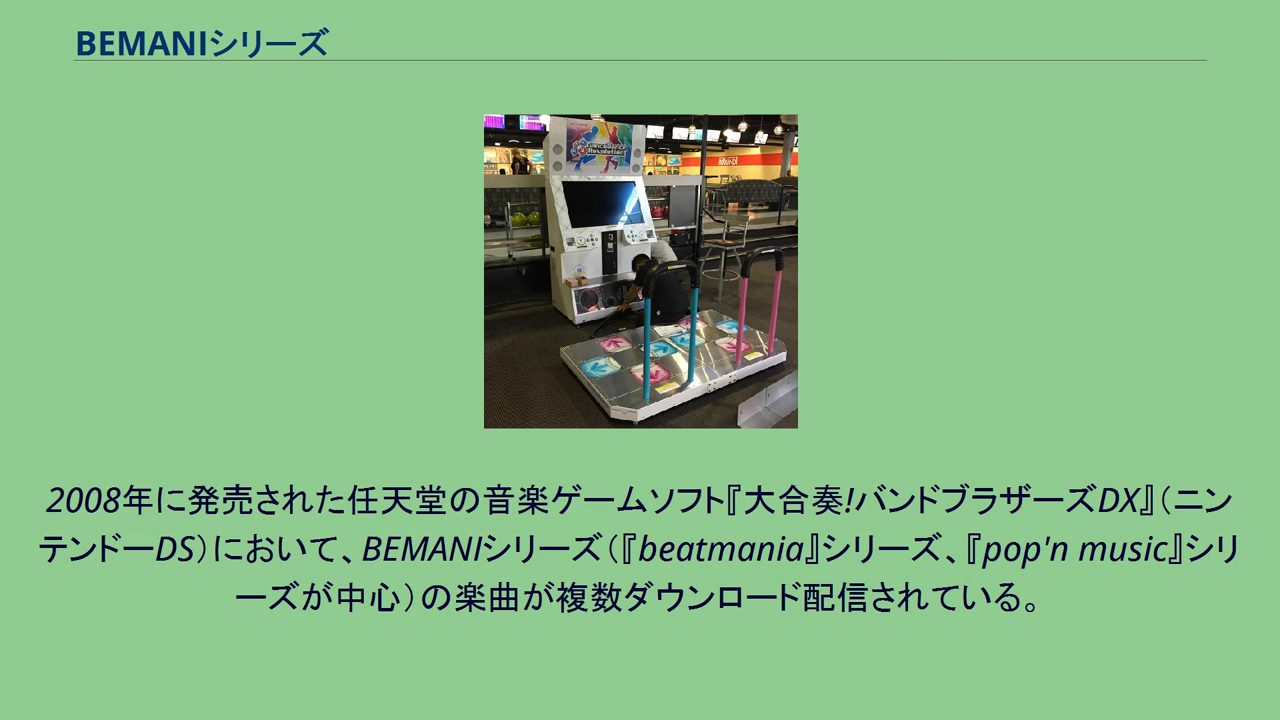 BEMANIシリーズ
DanceDance
Revolution
2008年に発売された任天堂の音楽ゲームソフト『大合奏!バンドブラザーズDX』（ニン
テンドーDS）において、BEMANIシリーズ（『beatmania』シリーズ、『pop'n music』シリ
ーズが中心）の楽曲が複数ダウンロード配信されている。